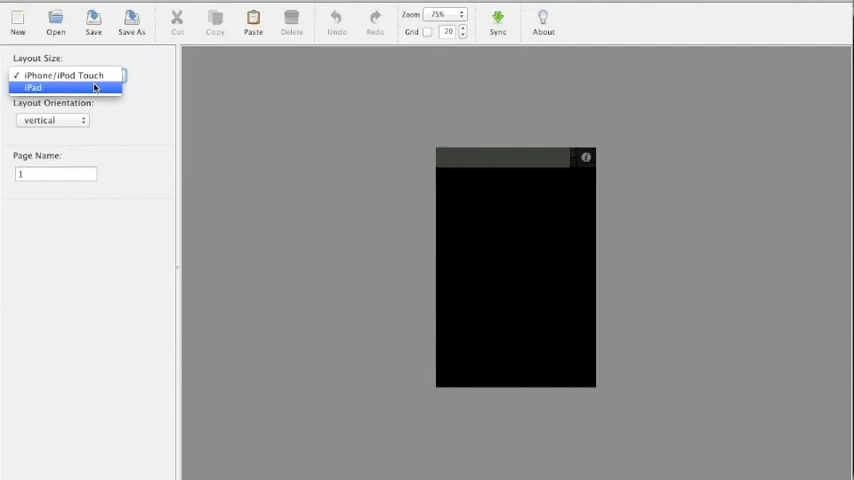 New Open Save Save As Cut Copy Paste Delete Undo Redo Zoom 75% Grid 20 Sync About
Layout Size:
✓ iPhone/iPod Touch
iPad
Layout Orientation:
vertical
Page Name:
1
i